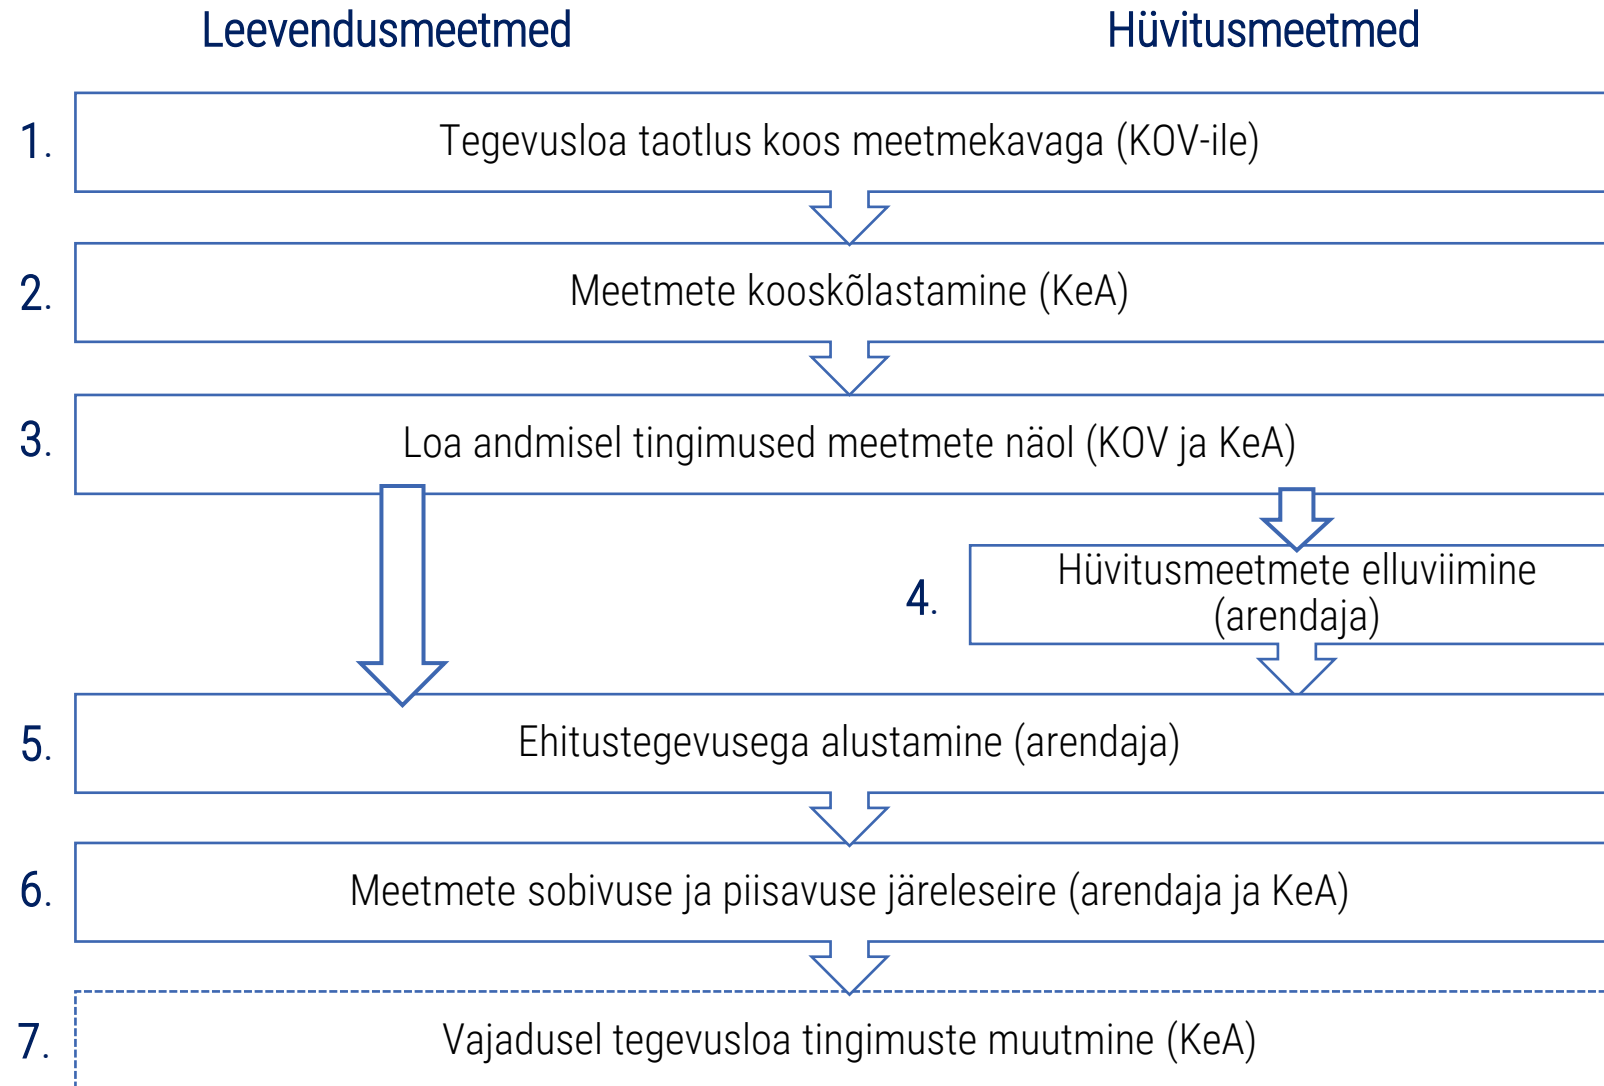 Leevendusmeetmed
Hüvitusmeetmed
1.
Tegevusloa taotlus koos meetmekavaga (KOV-ile)
2.
Meetmete kooskõlastamine (KeA)
3.
Loa andmisel tingimused meetmete näol (KOV ja KeA)
4.
Hüvitusmeetmete elluviimine
(arendaja)
5.
Ehitustegevusega alustamine (arendaja)
6.
Meetmete sobivuse ja piisavuse järeleseire (arendaja ja KeA)
7.
Vajadusel tegevusloa tingimuste muutmine (KeA)